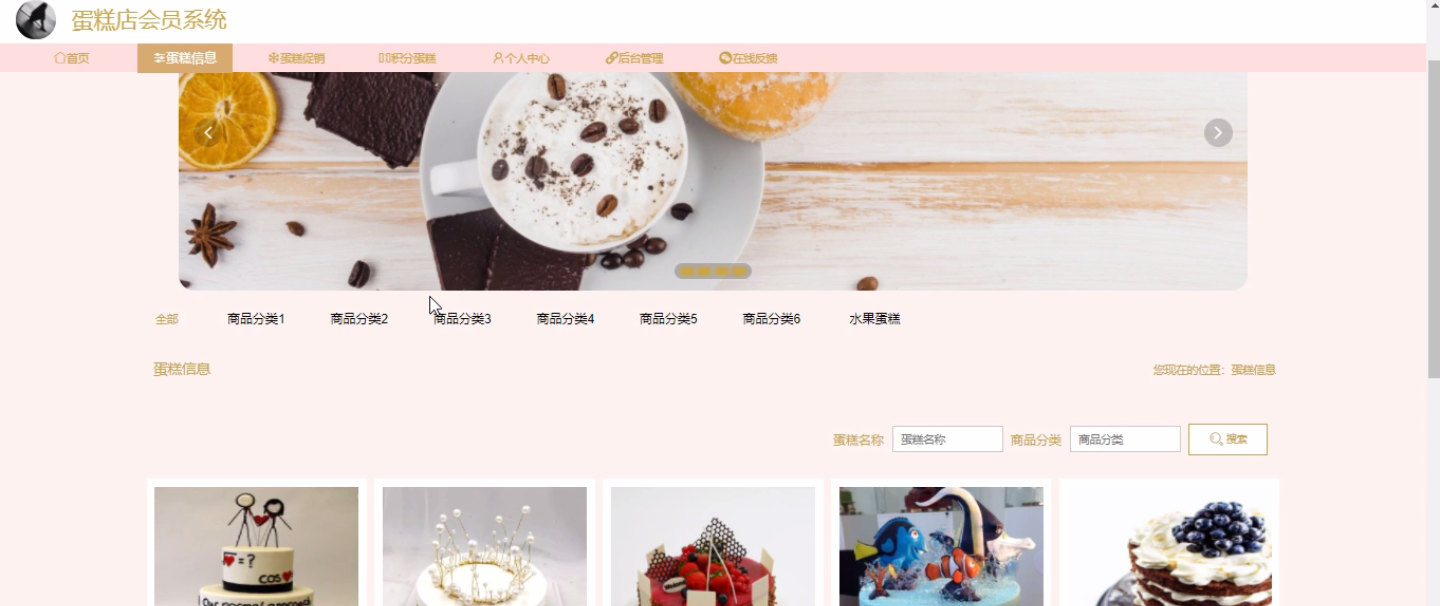 蛋糕店会员系统
首页 蛋糕信息 蛋糕促销 积分蛋糕 个人中心 后台管理 在线反馈
全部 商品分类1 商品分类2 商品分类3 商品分类4 商品分类5 商品分类6 水果蛋糕
蛋糕信息 您现在的位置: 蛋糕信息
蛋糕名称 蛋糕名称 商品分类 商品分类 搜索
= ?
COS